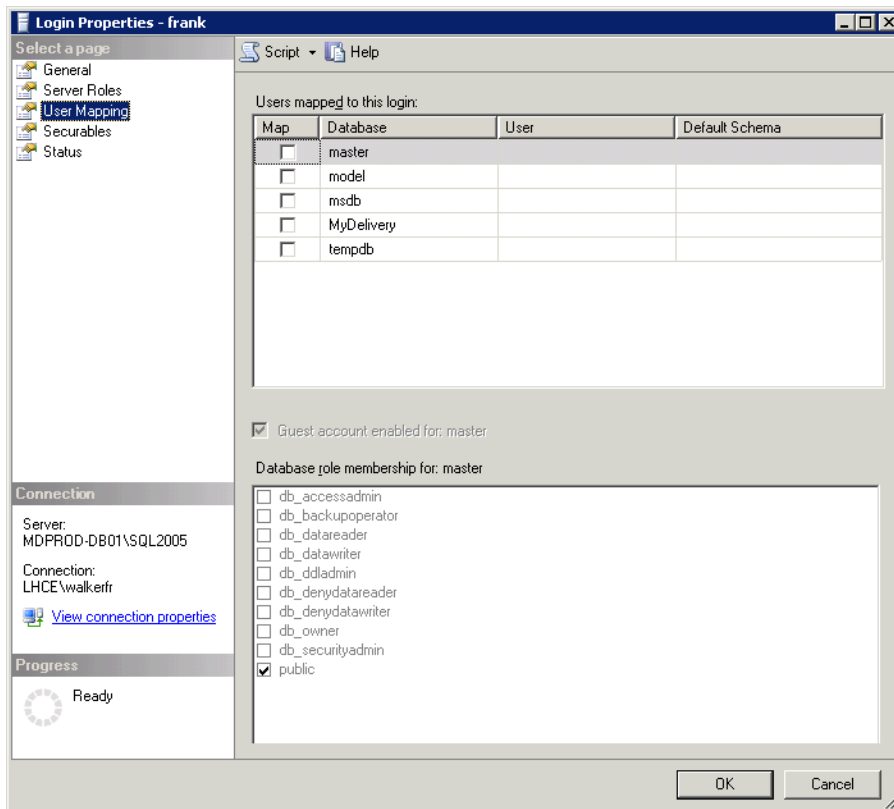 Login Properties - frank
Select a page
General
Server Roles
User Mapping
Securables
Status
Script Help
Users mapped to this login:
Map Database User Default Schema
master
model
msdb
MyDelivery
tempdb
Guest account enabled for: master
Database role membership for: master
db_accessadmin
db_backupoperator
db_datareader
db_datawriter
db_ddladmin
db_denydatareader
db_denydatawriter
db_owner
db_securityadmin
public
Connection
Server:
MDPROD-DB01\SQL2005
Connection:
LHCE\walkerfr
View connection properties
Progress
Ready
OK Cancel